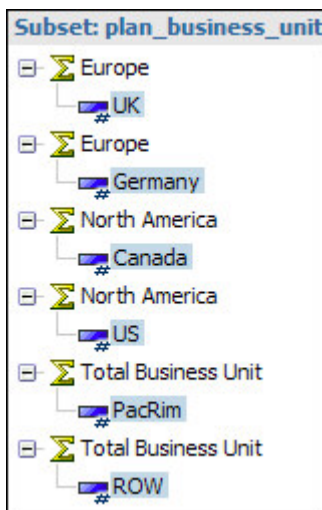 Subset: plan_business_unit
Europe
UK
Europe
Germany
North America
Canada
North America
US
Total Business Unit
PacRim
Total Business Unit
ROW